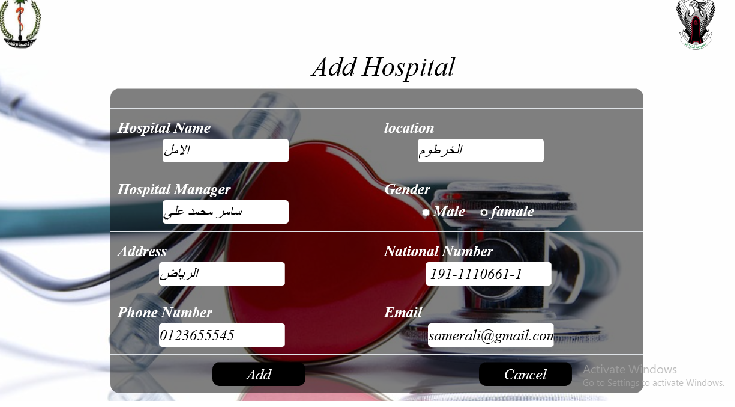 Add Hospital
Hospital Name
location
الامل
الخرطوم
Hospital Manager
Gender
سامر محمد علي
Male famale
Address
National Number
الرياض
191-1110661-1
Phone Number
Email
0123655545
samerali@gmail.com
Add
Cancel
Activate Windows
Go to Settings to activate Windows.